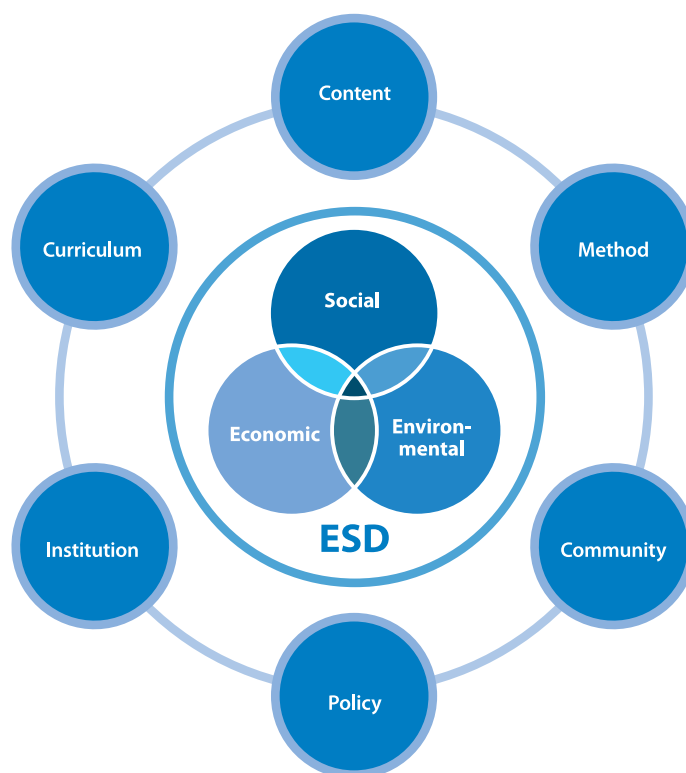 Content
Curriculum
Method
Social
Economic
Environ-
mental
ESD
Institution
Community
Policy